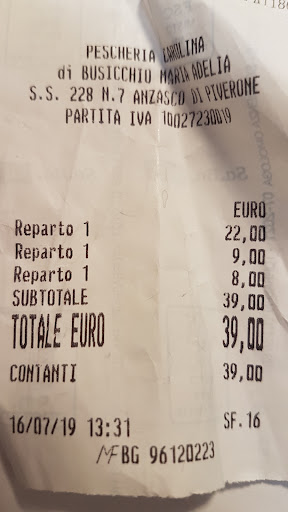 PESCHERIA CAROLINA
di BUSICCHIO MARIA ADELIA
S.S. 228 N.7 ANZASCO DI PIVERONE
PARTITA IVA 10027230019
EURO
Reparto 1 22,00
Reparto 1 9,00
Reparto 1 8,00
SUBTOTALE 39,00
TOTALE EURO 39,00
CONTANTI 39,00
16/07/19 13:31 SF.16
MF BG 96120223